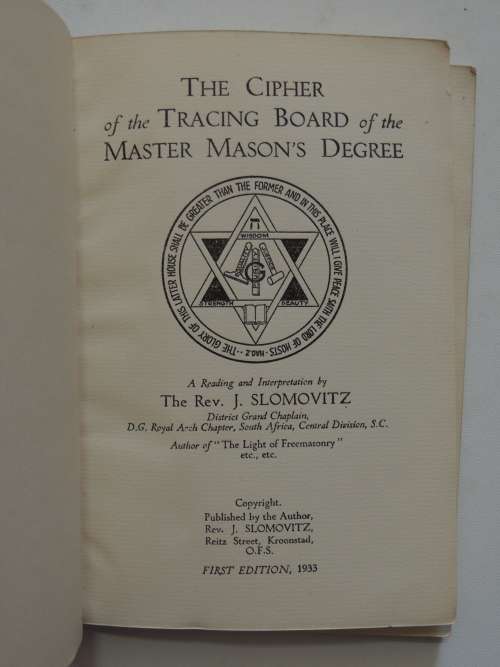 THE CIPHER
of the TRACING BOARD of the
MASTER MASON'S DEGREE
THE GLORY OF THIS LATTER HOUSE SHALL BE GREATER THAN THE FORMER AND IN THIS PLACE WILL I GIVE PEACE SAITH THE LORD OF HOSTS · HAG.2 ··
WISDOM
G
STRENGTH
BEAUTY
A Reading and Interpretation by
The Rev. J. SLOMOVITZ
District Grand Chaplain,
D.G. Royal Arch Chapter, South Africa, Central Division, S.C.
Author of "The Light of Freemasonry"
etc., etc.
Copyright.
Published by the Author,
Rev. J. SLOMOVITZ,
Reitz Street, Kroonstad,
O.F.S.
FIRST EDITION, 1933